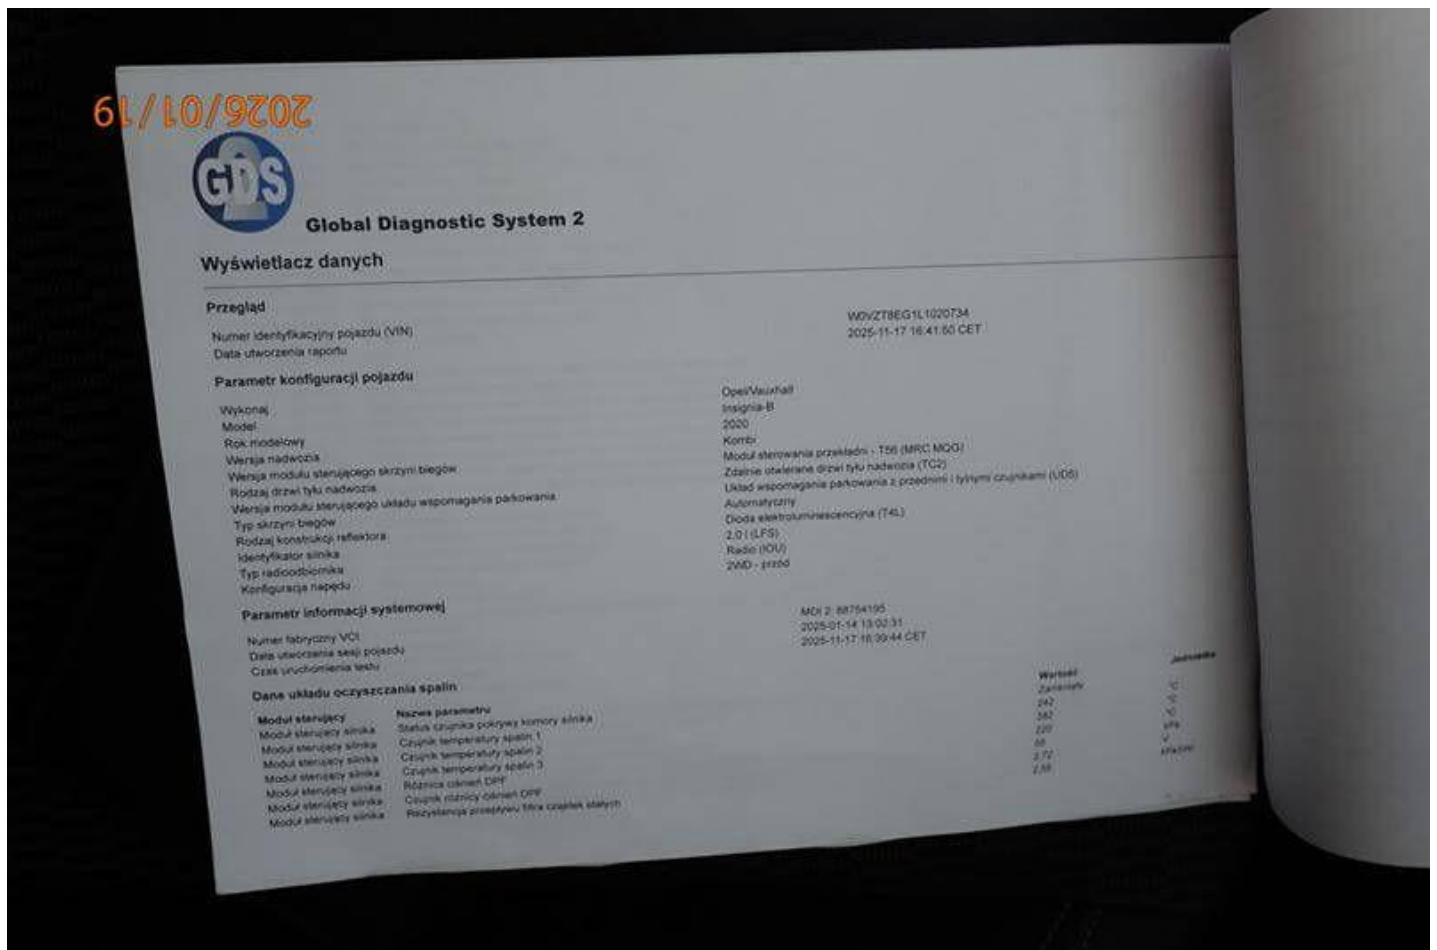 2026/01/19
GDS
2
Global Diagnostic System 2
Wyświetlacz danych
Przegląd
Numer identyfikacyjny pojazdu (VIN) W0VZT8EG1L1020734
Data utworzenia raportu 2025-11-17 16:41:50 CET
Parametr konfiguracji pojazdu
Wykonaj Opel/Vauxhall
Model Insignia-B
Rok modelowy 2020
Wersja nadwozia Kombi
Wersja modułu sterującego skrzyni biegów Moduł sterowania przekładni - T56 (MRC MQG)
Rodzaj drzwi tyłu nadwozia Zdalnie otwierane drzwi tyłu nadwozia (TC2)
Wersja modułu sterującego układu wspomagania parkowania Układ wspomagania parkowania z przednimi i tylnymi czujnikami (UD5)
Typ skrzyni biegów Automatyczny
Rodzaj konstrukcji reflektora Dioda elektroluminescencyjna (T4L)
Identyfikator silnika 2.0 l (LFS)
Typ radioodbiornika Radio (IOU)
Konfiguracja napędu 2WD - przód
Parametr informacji systemowej
Numer fabryczny VCI MDI 2: 88754195
Data utworzenia sesji pojazdu 2025-01-14 13:02:31
Czas uruchomienia testu 2025-11-17 16:39:44 CET
Dane układu oczyszczania spalin
Moduł sterujący Nazwa parametru Wartość Jednostka
Moduł sterujący silnika Status czujnika pokrywy komory silnika Zamknięty
Moduł sterujący silnika Czujnik temperatury spalin 1 242 °C
Moduł sterujący silnika Czujnik temperatury spalin 2 °C
Moduł sterujący silnika Czujnik temperatury spalin 3 220 °C
Moduł sterujący silnika Różnica ciśnień DPF kPa
Moduł sterujący silnika Czujnik różnicy ciśnień DPF 0,72 V
Moduł sterujący silnika Rezystancja przepływu filtra cząstek stałych